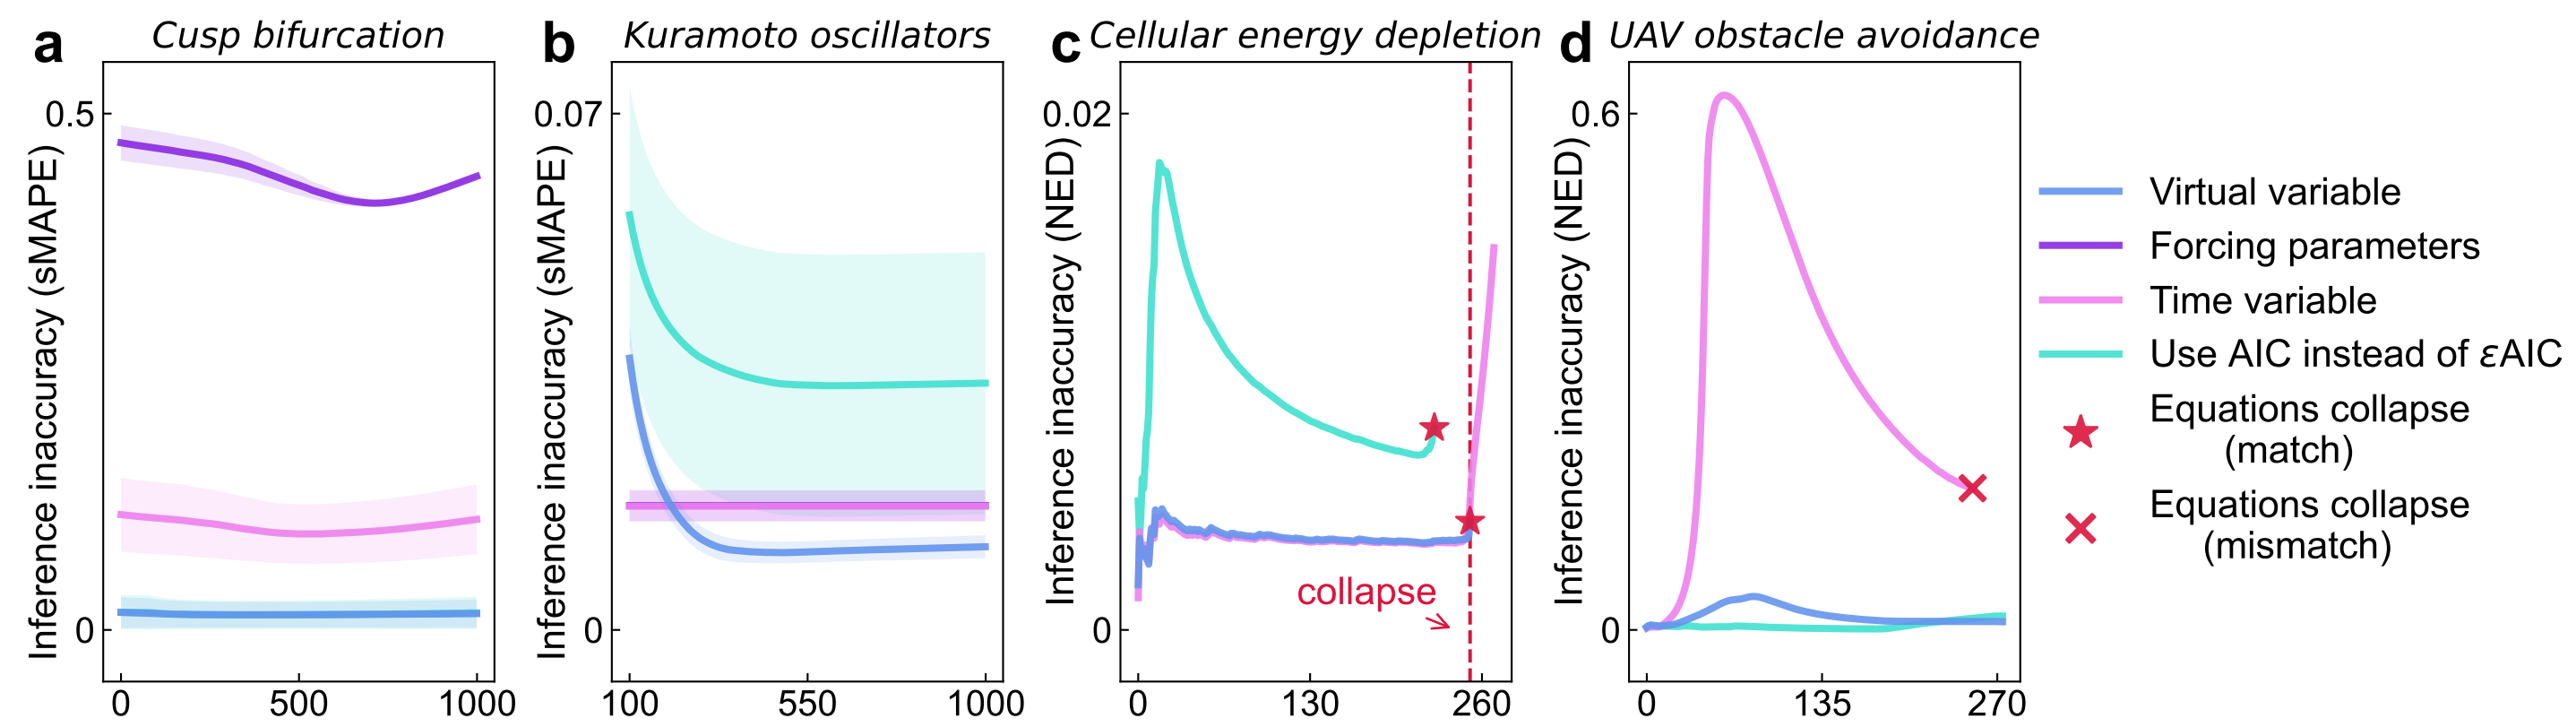 a Cusp bifurcation
Inference inaccuracy (sMAPE)
0.5
0
0 500 1000
b Kuramoto oscillators
Inference inaccuracy (sMAPE)
0.07
0
100 550 1000
c Cellular energy depletion
Inference inaccuracy (NED)
0.02
0
collapse
0 130 260
d UAV obstacle avoidance
Inference inaccuracy (NED)
0.6
0
0 135 270
Virtual variable
Forcing parameters
Time variable
Use AIC instead of εAIC
Equations collapse
(match)
Equations collapse
(mismatch)